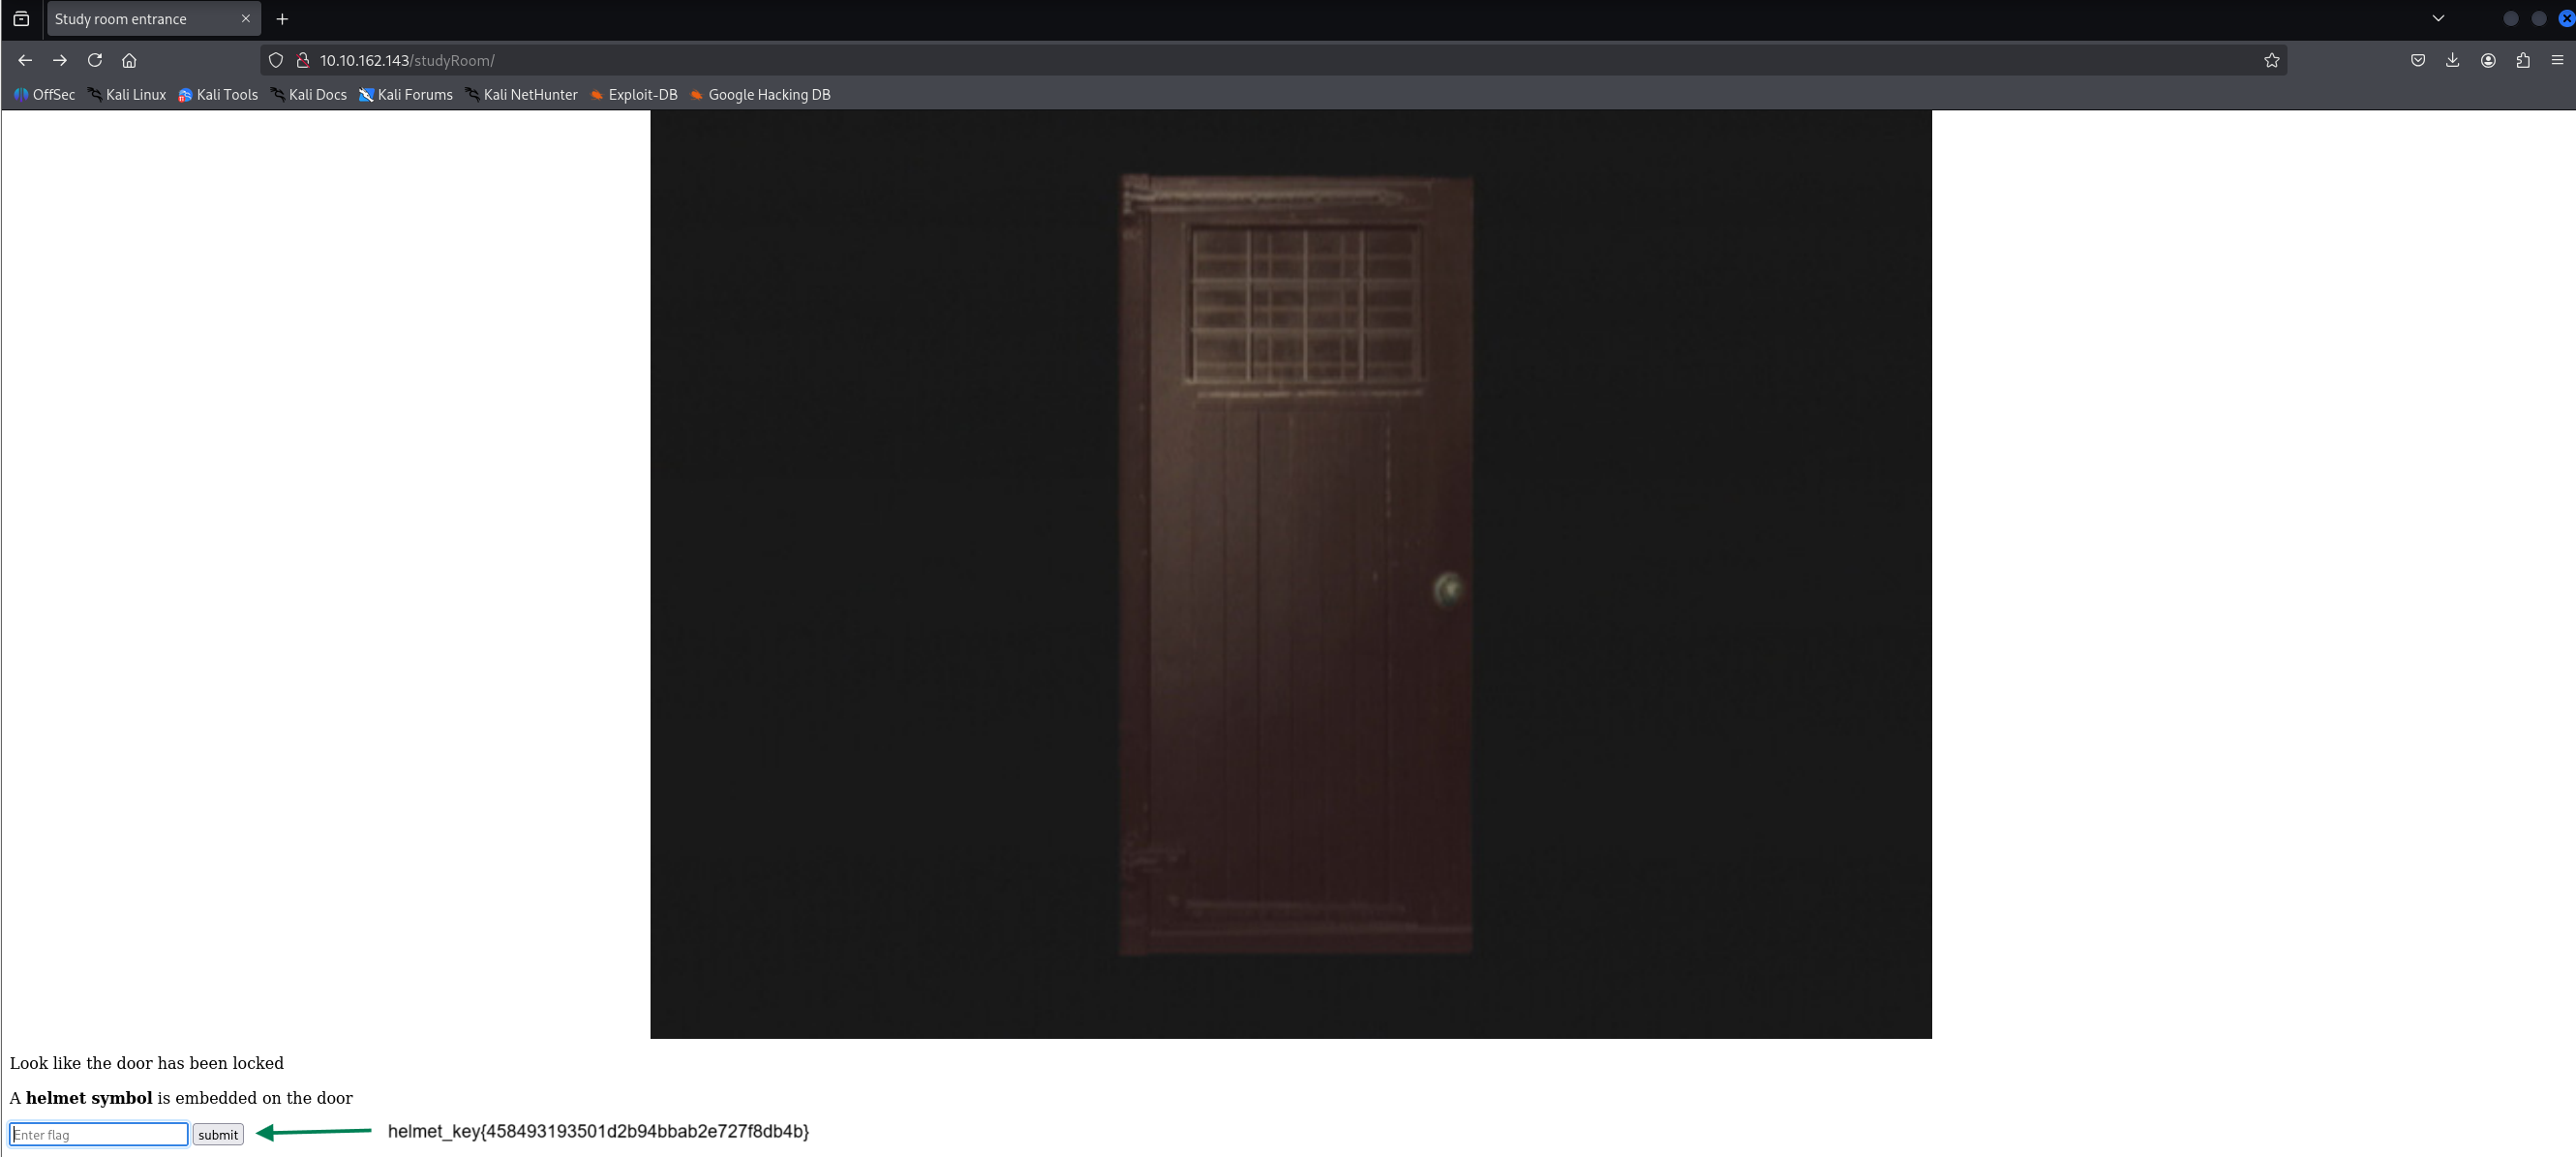 Study room entrance
10.10.162.143/studyRoom/
OffSec Kali Linux Kali Tools Kali Docs Kali Forums Kali NetHunter Exploit-DB Google Hacking DB
Look like the door has been locked
A helmet symbol is embedded on the door
Enter flag submit helmet_key{458493193501d2b94bbab2e727f8db4b}